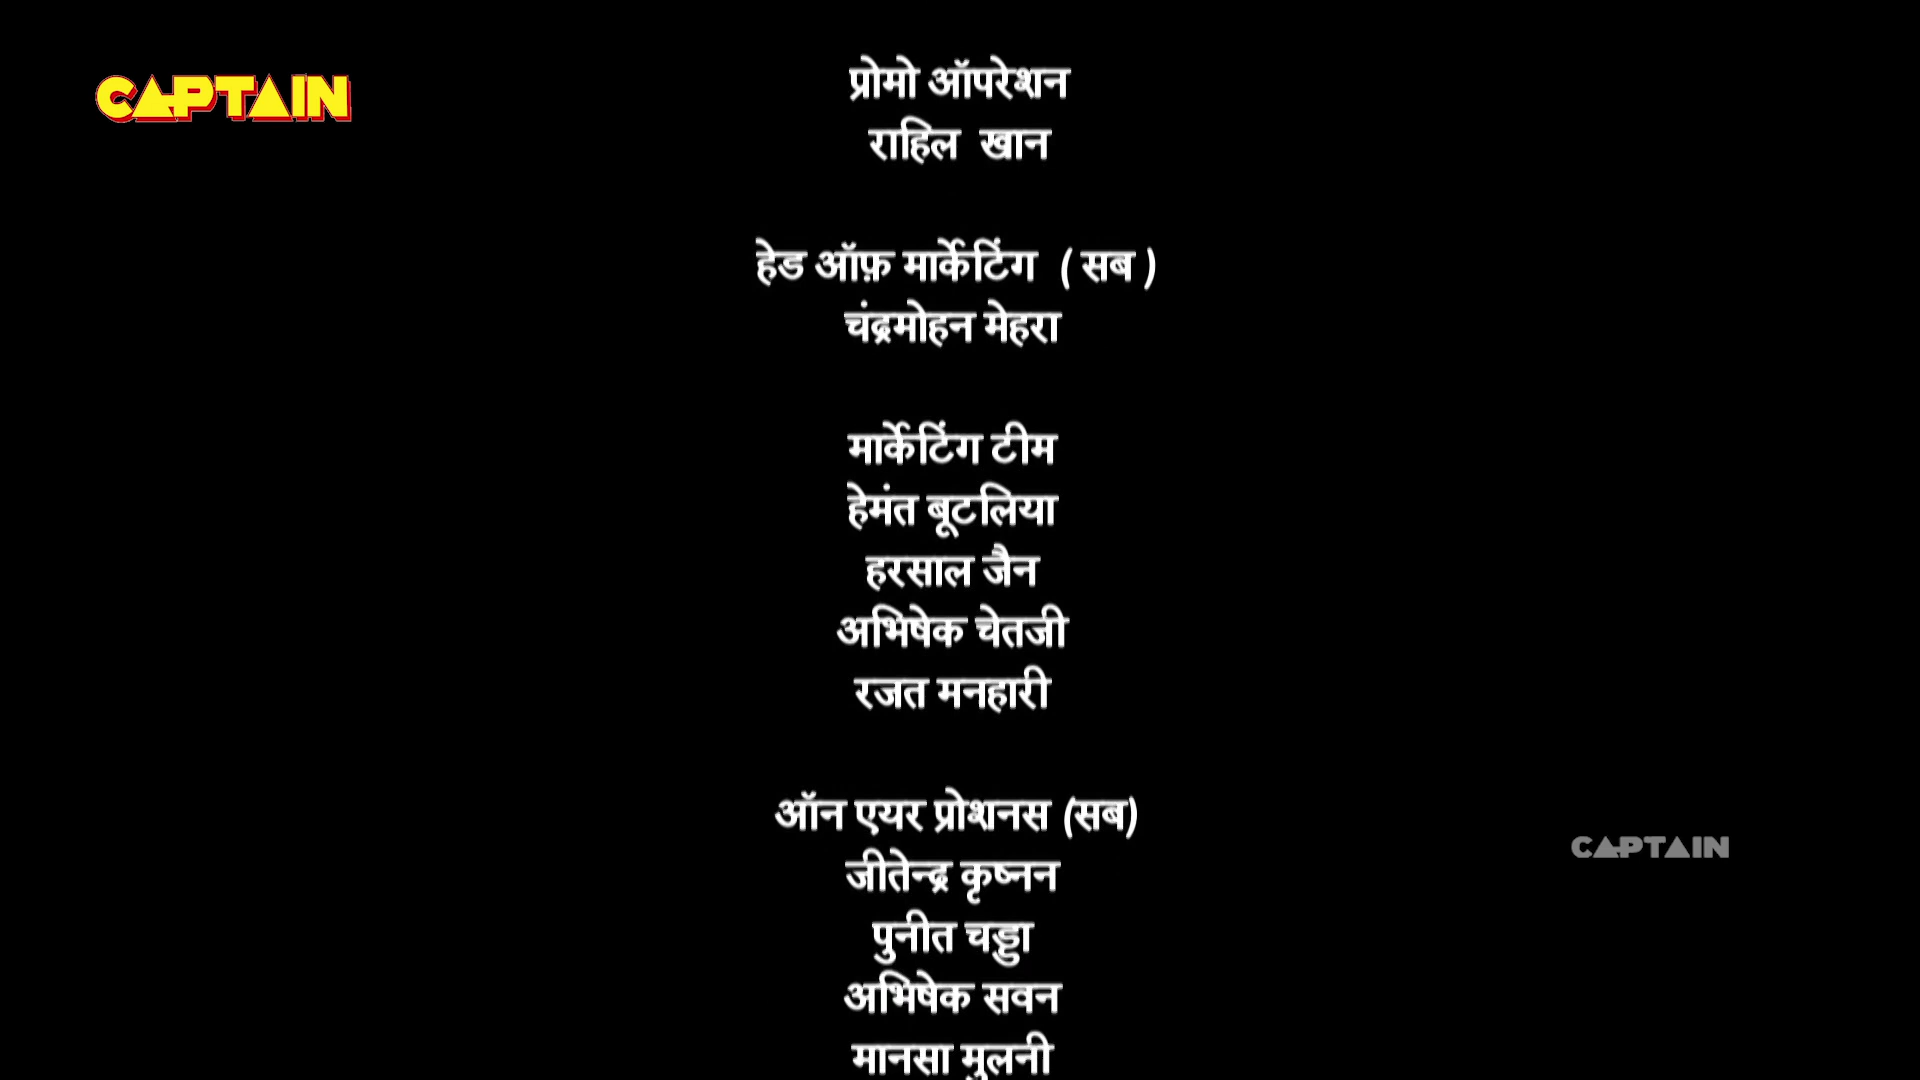 CAPTAIN
प्रोमो ऑपरेशन
राहिल खान
हेड ऑफ़ मार्केटिंग ( सब )
चंद्रमोहन मेहरा
मार्केटिंग टीम
हेमंत बूटलिया
हरसाल जैन
अभिषेक चेतजी
रजत मनहारी
ऑन एयर प्रोशनस (सब)
जीतेन्द्र कृष्नन
पुनीत चड्डा
अभिषेक सवन
मानसा मुलनी
CAPTAIN